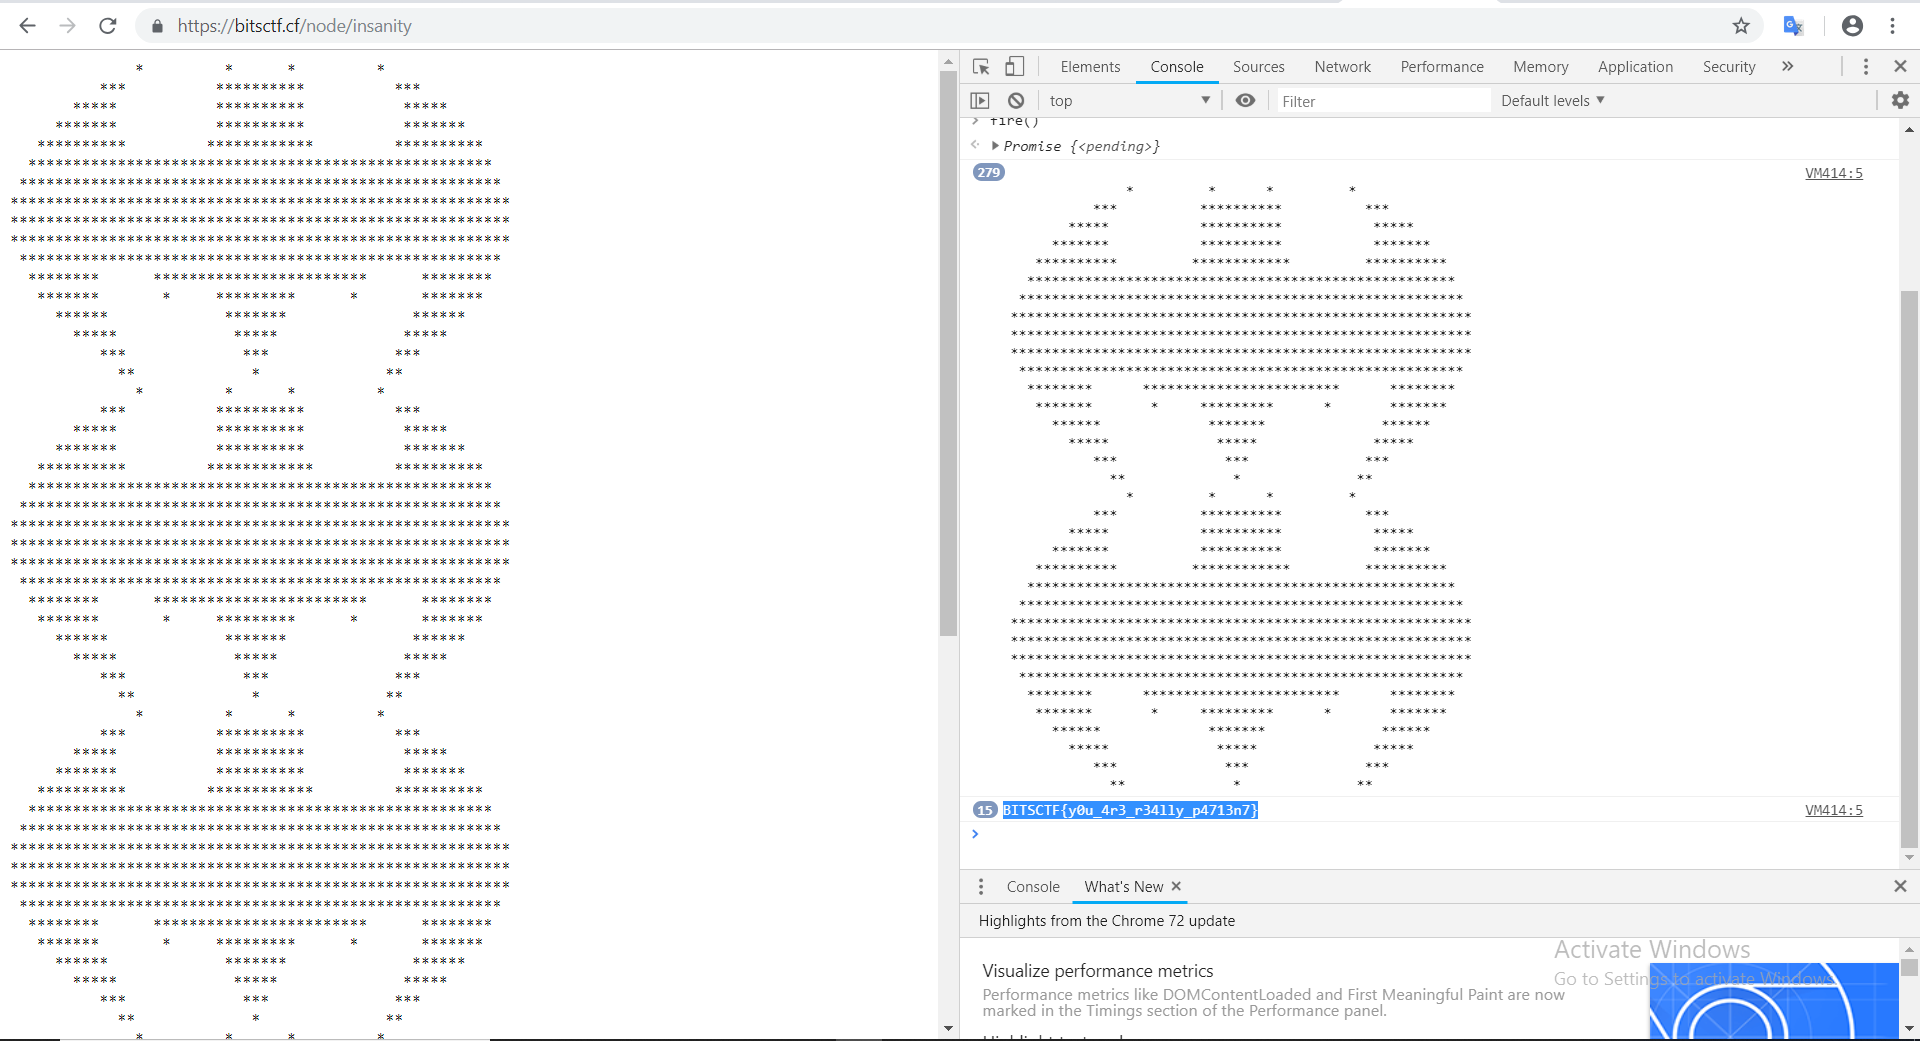 https://bitsctf.cf/node/insanity
Elements Console Sources Network Performance Memory Application Security »
top Filter Default levels
fire()
Promise {<pending>}
279 VM414:5
15 BITSCTF{y0u_4r3_r34lly_p4713n7} VM414:5
Console What's New
Highlights from the Chrome 72 update
Visualize performance metrics
Performance metrics like DOMContentLoaded and First Meaningful Paint are now
marked in the Timings section of the Performance panel.
Activate Windows
Go to Settings to activate Windows.